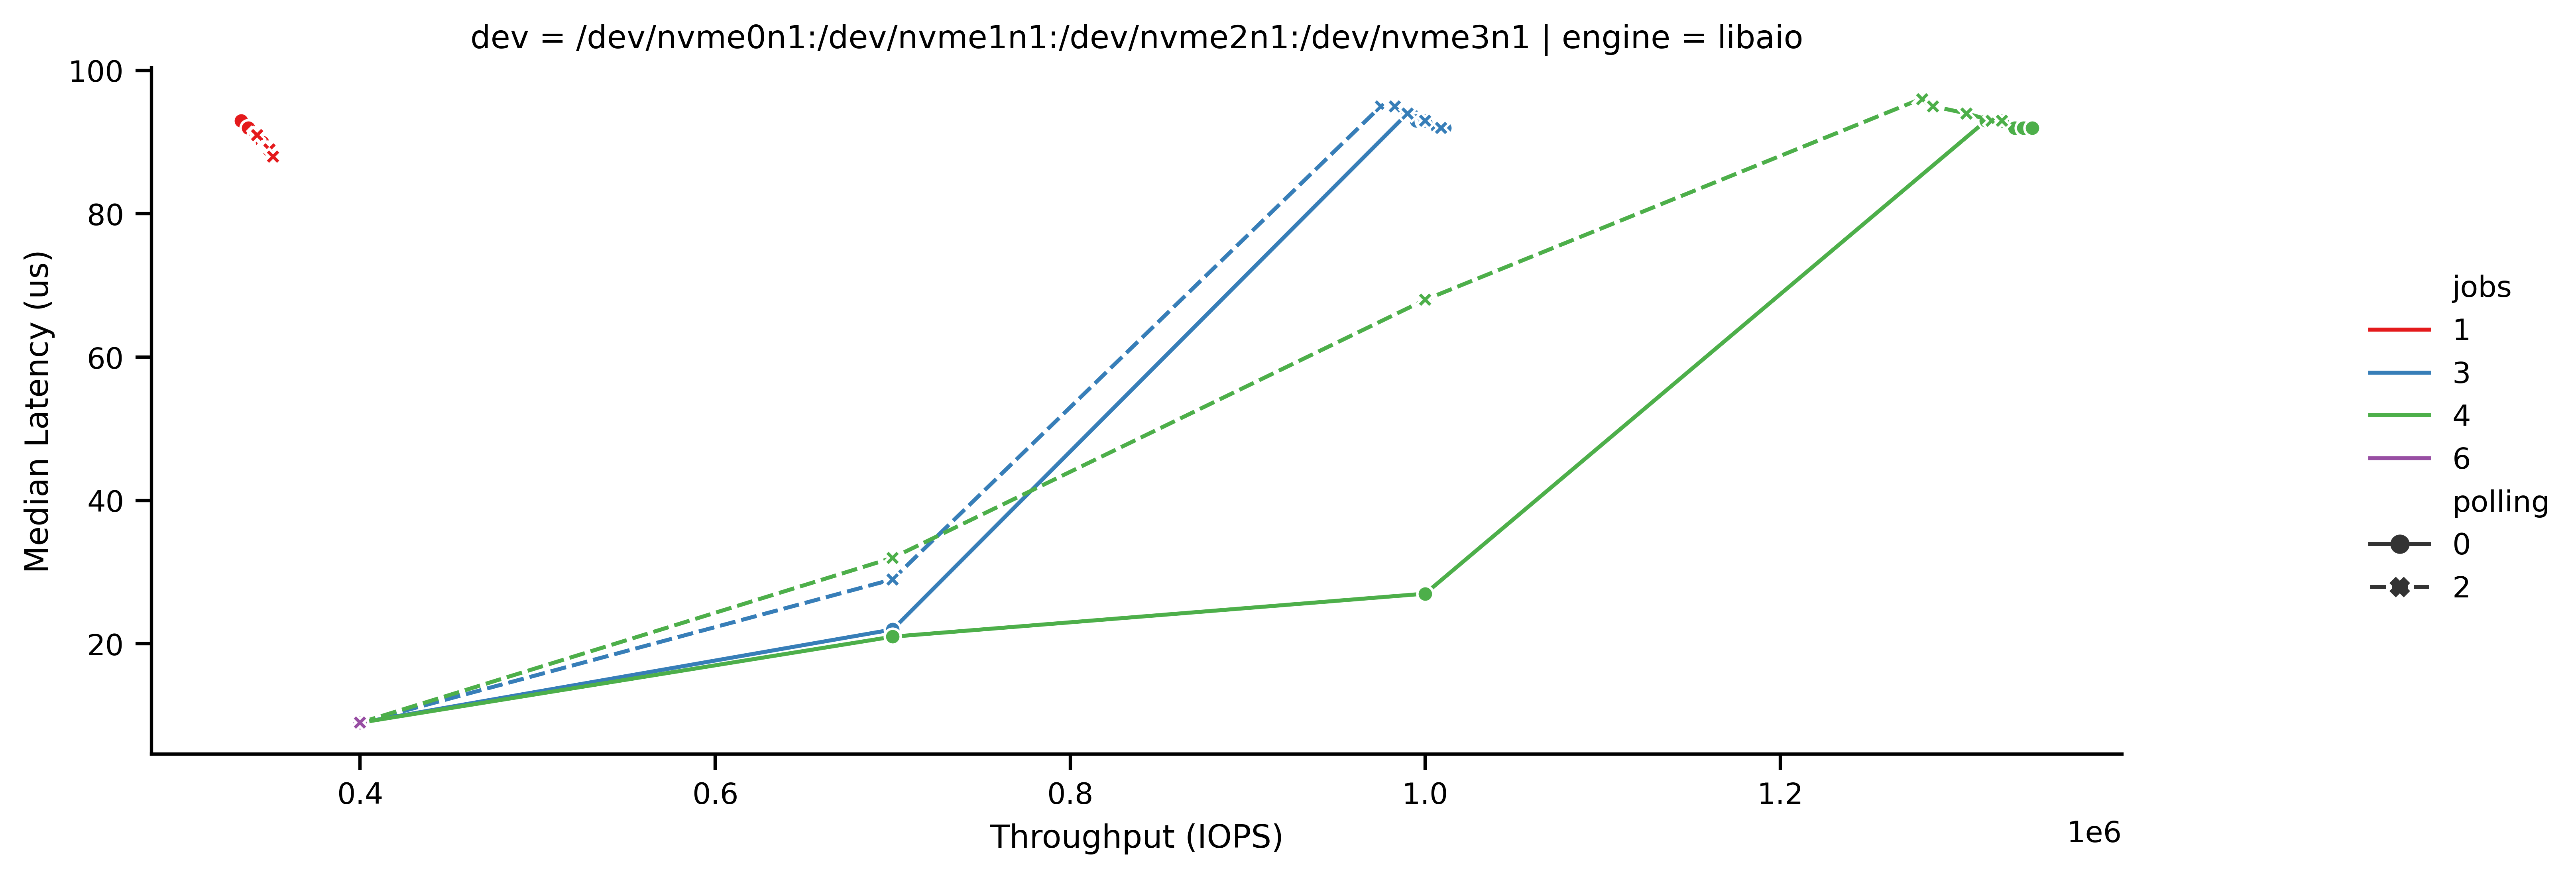 dev = /dev/nvme0n1:/dev/nvme1n1:/dev/nvme2n1:/dev/nvme3n1 | engine = libaio
100
80
60
40
20
Median Latency (us)
0.4
0.6
0.8
1.0
1.2
1e6
Throughput (IOPS)
jobs
1
3
4
6
polling
0
2